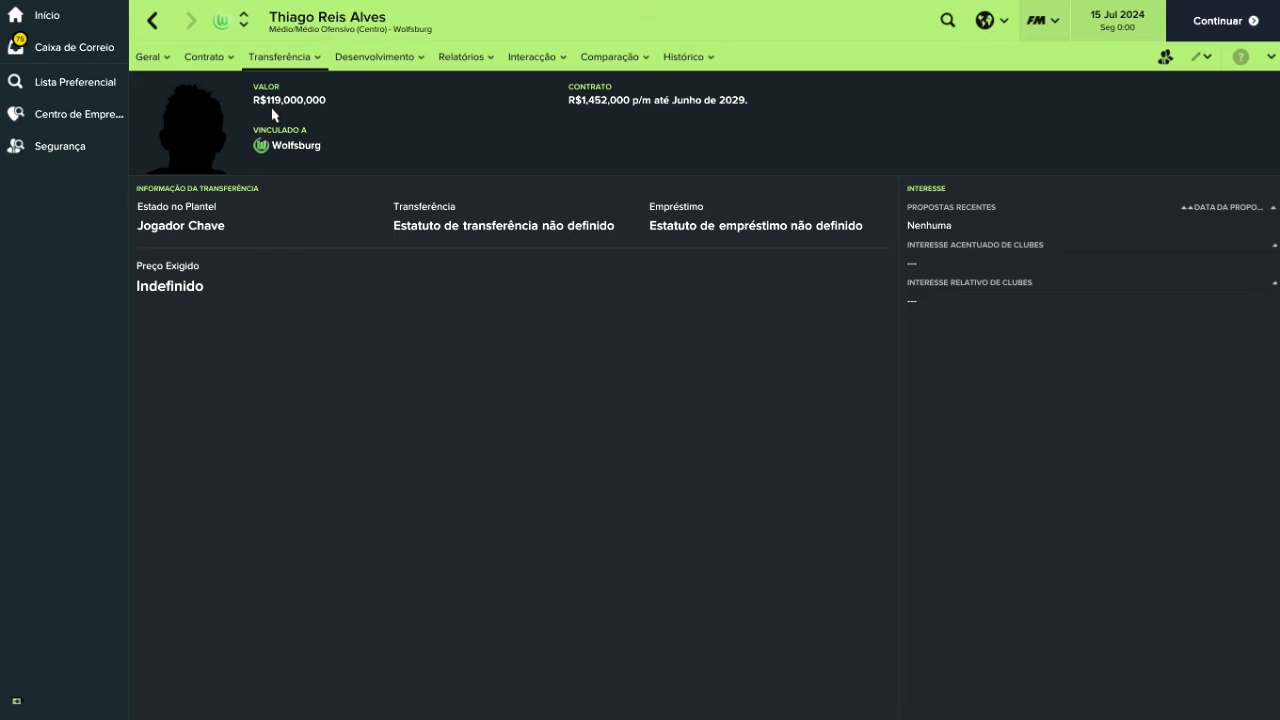 Início
75
Caixa de Correio
Lista Preferencial
Centro de Empre...
Segurança
Thiago Reis Alves
Médio/Médio Ofensivo (Centro) - Wolfsburg
FM
15 Jul 2024
Seg 0:00
Continuar
Geral
Contrato
Transferência
Desenvolvimento
Relatórios
Interacção
Comparação
Histórico
?
VALOR
R$119,000,000
VINCULADO A
Wolfsburg
CONTRATO
R$1,452,000 p/m até Junho de 2029.
INFORMAÇÃO DA TRANSFERÊNCIA
Estado no Plantel
Jogador Chave
Transferência
Estatuto de transferência não definido
Empréstimo
Estatuto de empréstimo não definido
Preço Exigido
Indefinido
INTERESSE
PROPOSTAS RECENTES
DATA DA PROPO...
Nenhuma
INTERESSE ACENTUADO DE CLUBES
---
INTERESSE RELATIVO DE CLUBES
---